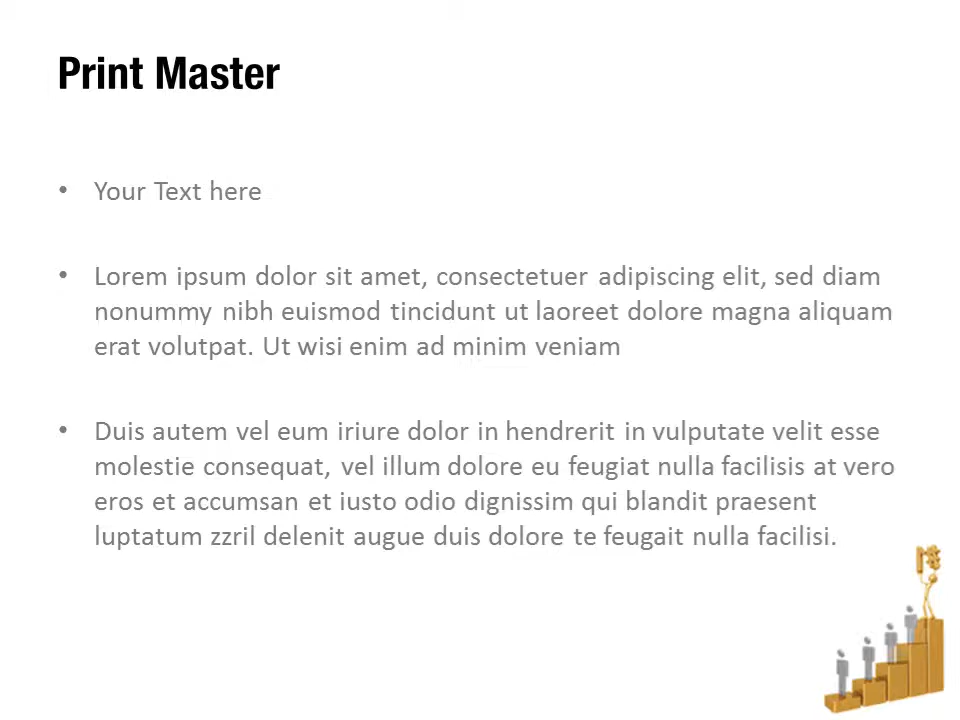 Print Master
• Your Text here
• Lorem ipsum dolor sit amet, consectetuer adipiscing elit, sed diam
nonummy nibh euismod tincidunt ut laoreet dolore magna aliquam
erat volutpat. Ut wisi enim ad minim veniam
• Duis autem vel eum iriure dolor in hendrerit in vulputate velit esse
molestie consequat, vel illum dolore eu feugiat nulla facilisis at vero
eros et accumsan et iusto odio dignissim qui blandit praesent
luptatum zzril delenit augue duis dolore te feugait nulla facilisi.